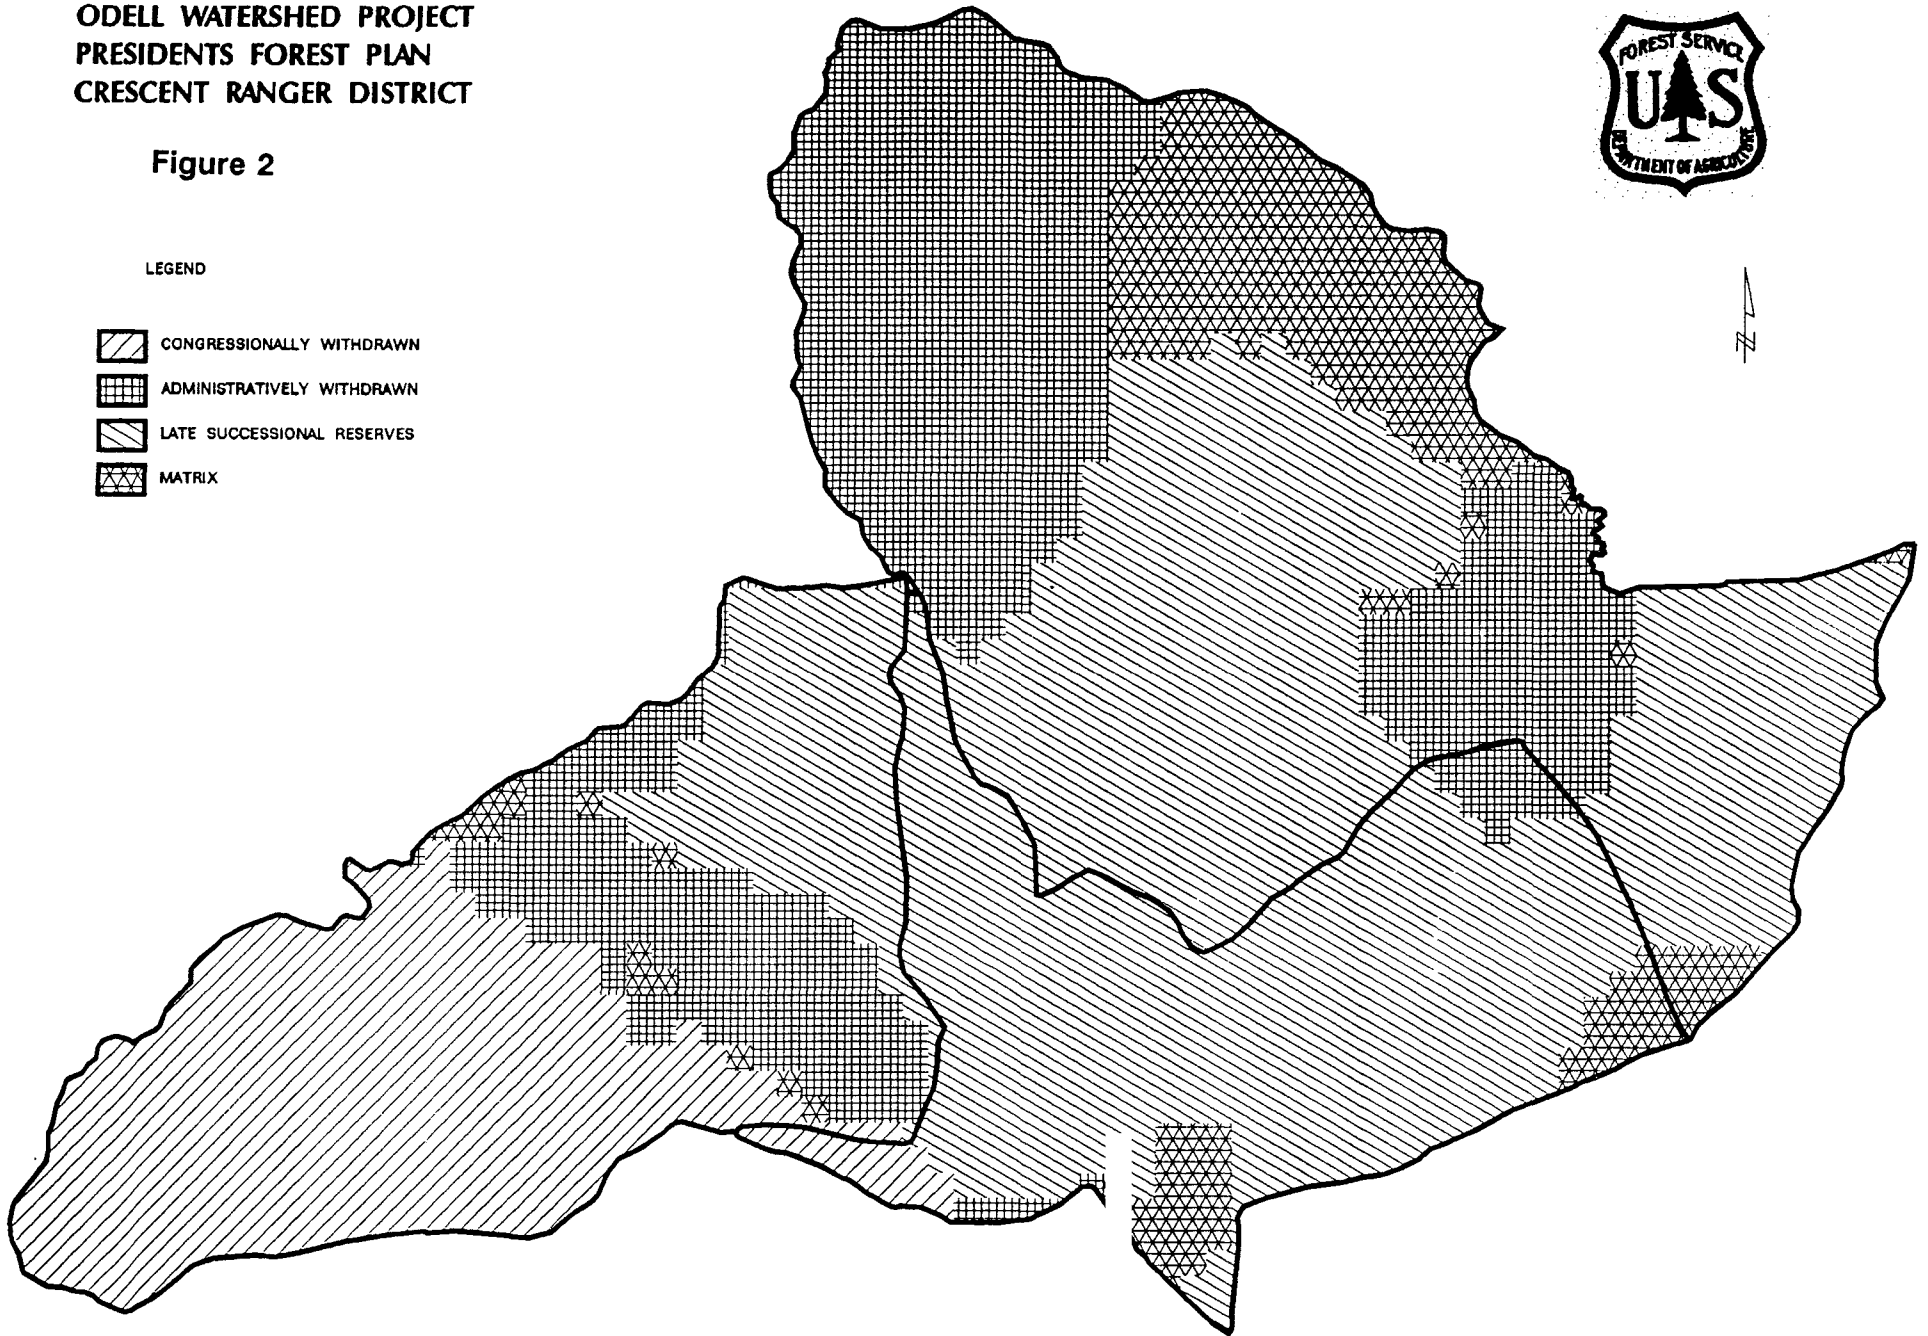 ODELL WATERSHED PROJECT
PRESIDENTS FOREST PLAN
CRESCENT RANGER DISTRICT
Figure 2
FOREST SERVICE
U S
DEPARTMENT OF AGRICULTURE
LEGEND
CONGRESSIONALLY WITHDRAWN
ADMINISTRATIVELY WITHDRAWN
LATE SUCCESSIONAL RESERVES
MATRIX
N